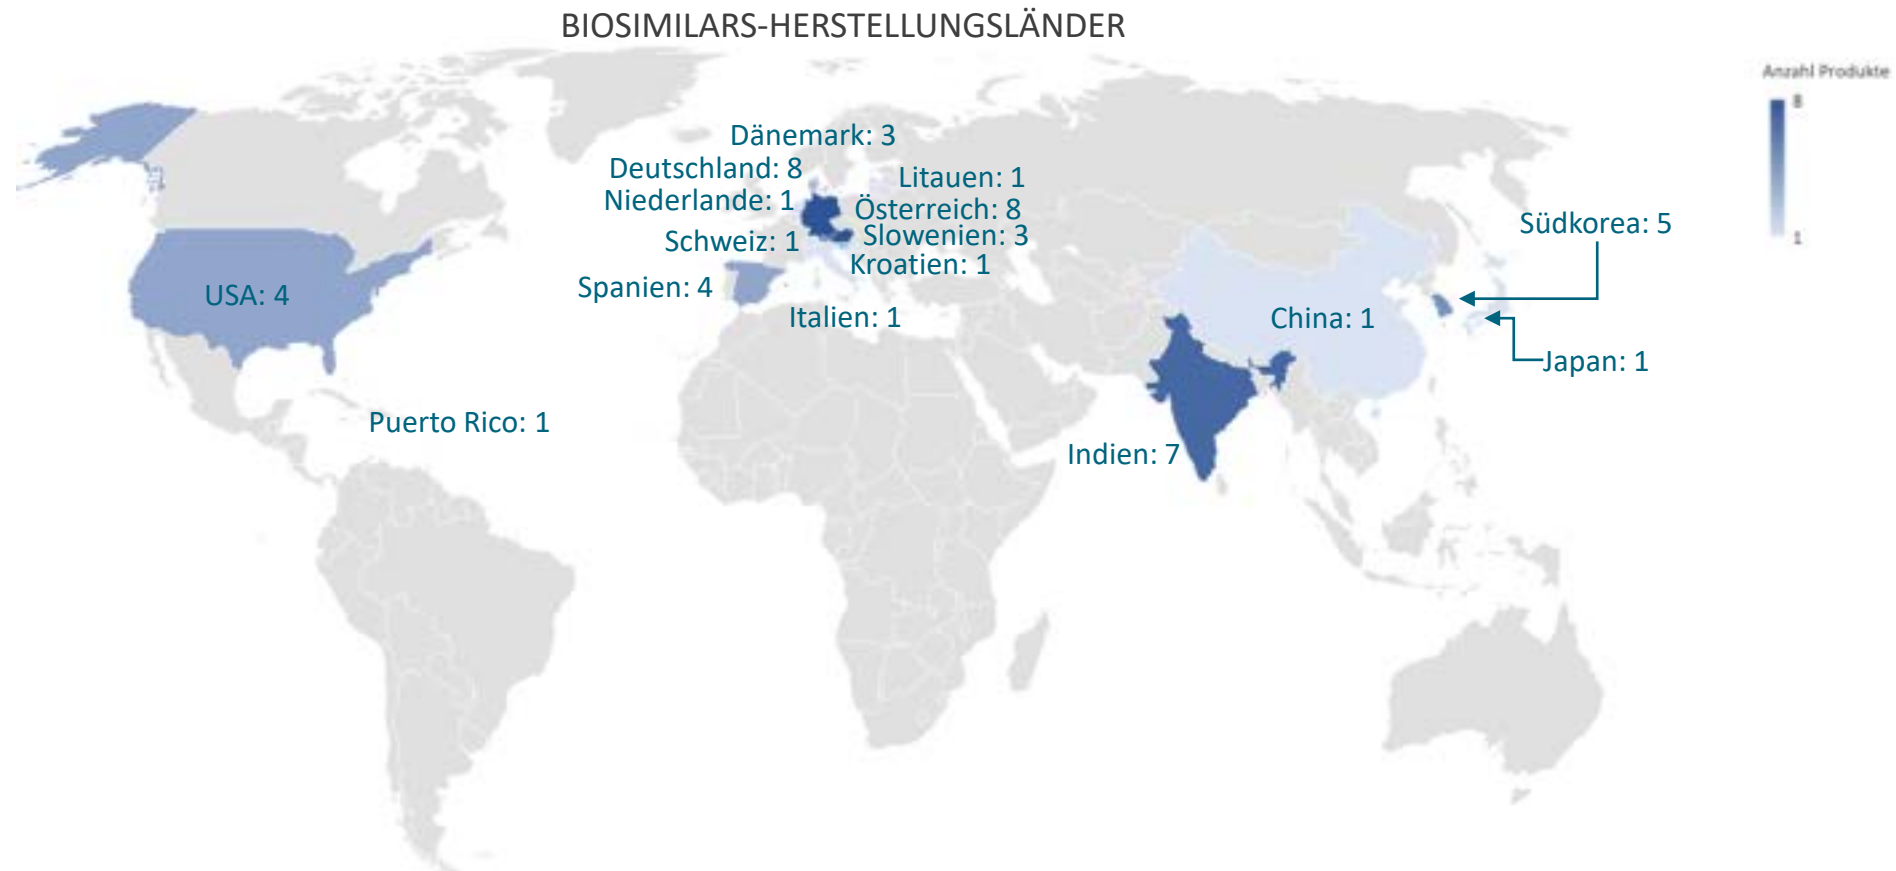 BIOSIMILARS-HERSTELLUNGSLÄNDER
Anzahl Produkte
8
1
Dänemark: 3
Deutschland: 8
Litauen: 1
Niederlande: 1
Österreich: 8
Schweiz: 1
Slowenien: 3
Kroatien: 1
Spanien: 4
Italien: 1
USA: 4
Puerto Rico: 1
Südkorea: 5
China: 1
Japan: 1
Indien: 7